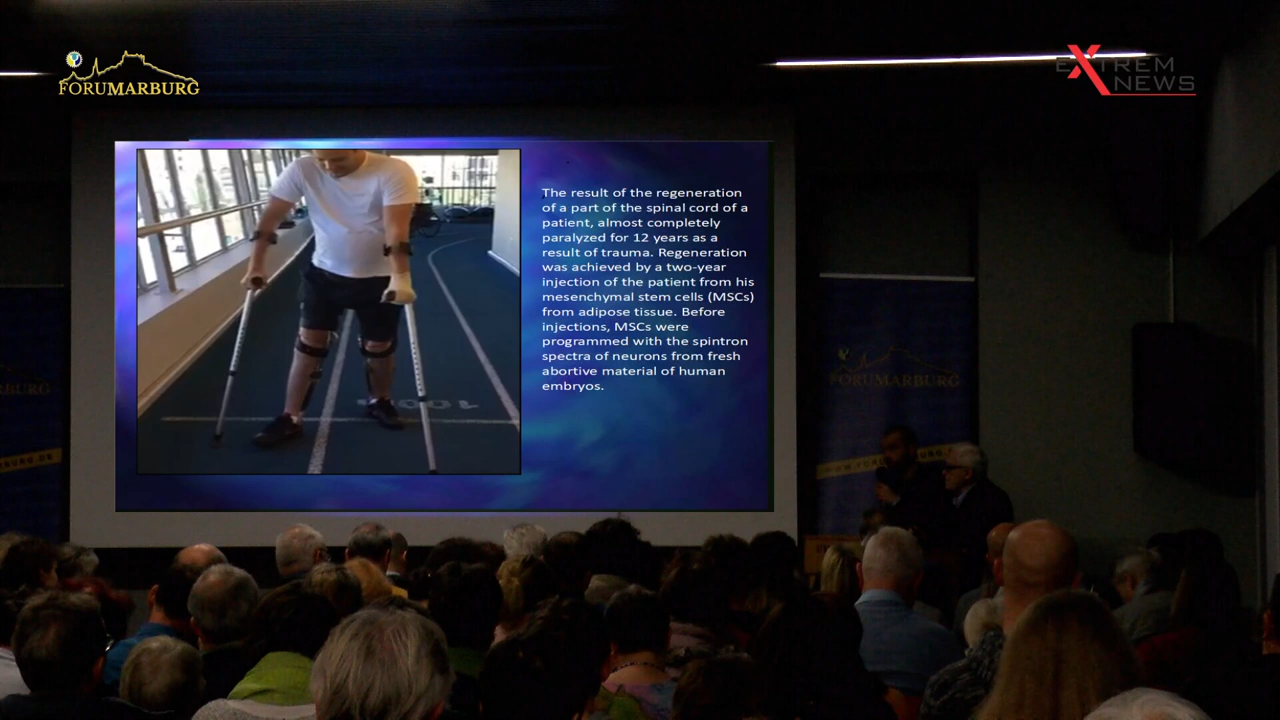 FORUMARBURG
EXTREM
NEWS
The result of the regeneration
of a part of the spinal cord of a
patient, almost completely
paralyzed for 12 years as a
result of trauma. Regeneration
was achieved by a two-year
injection of the patient from his
mesenchymal stem cells (MSCs)
from adipose tissue. Before
injections, MSCs were
programmed with the spintron
spectra of neurons from fresh
abortive material of human
embryos.
100
FORUMARBURG